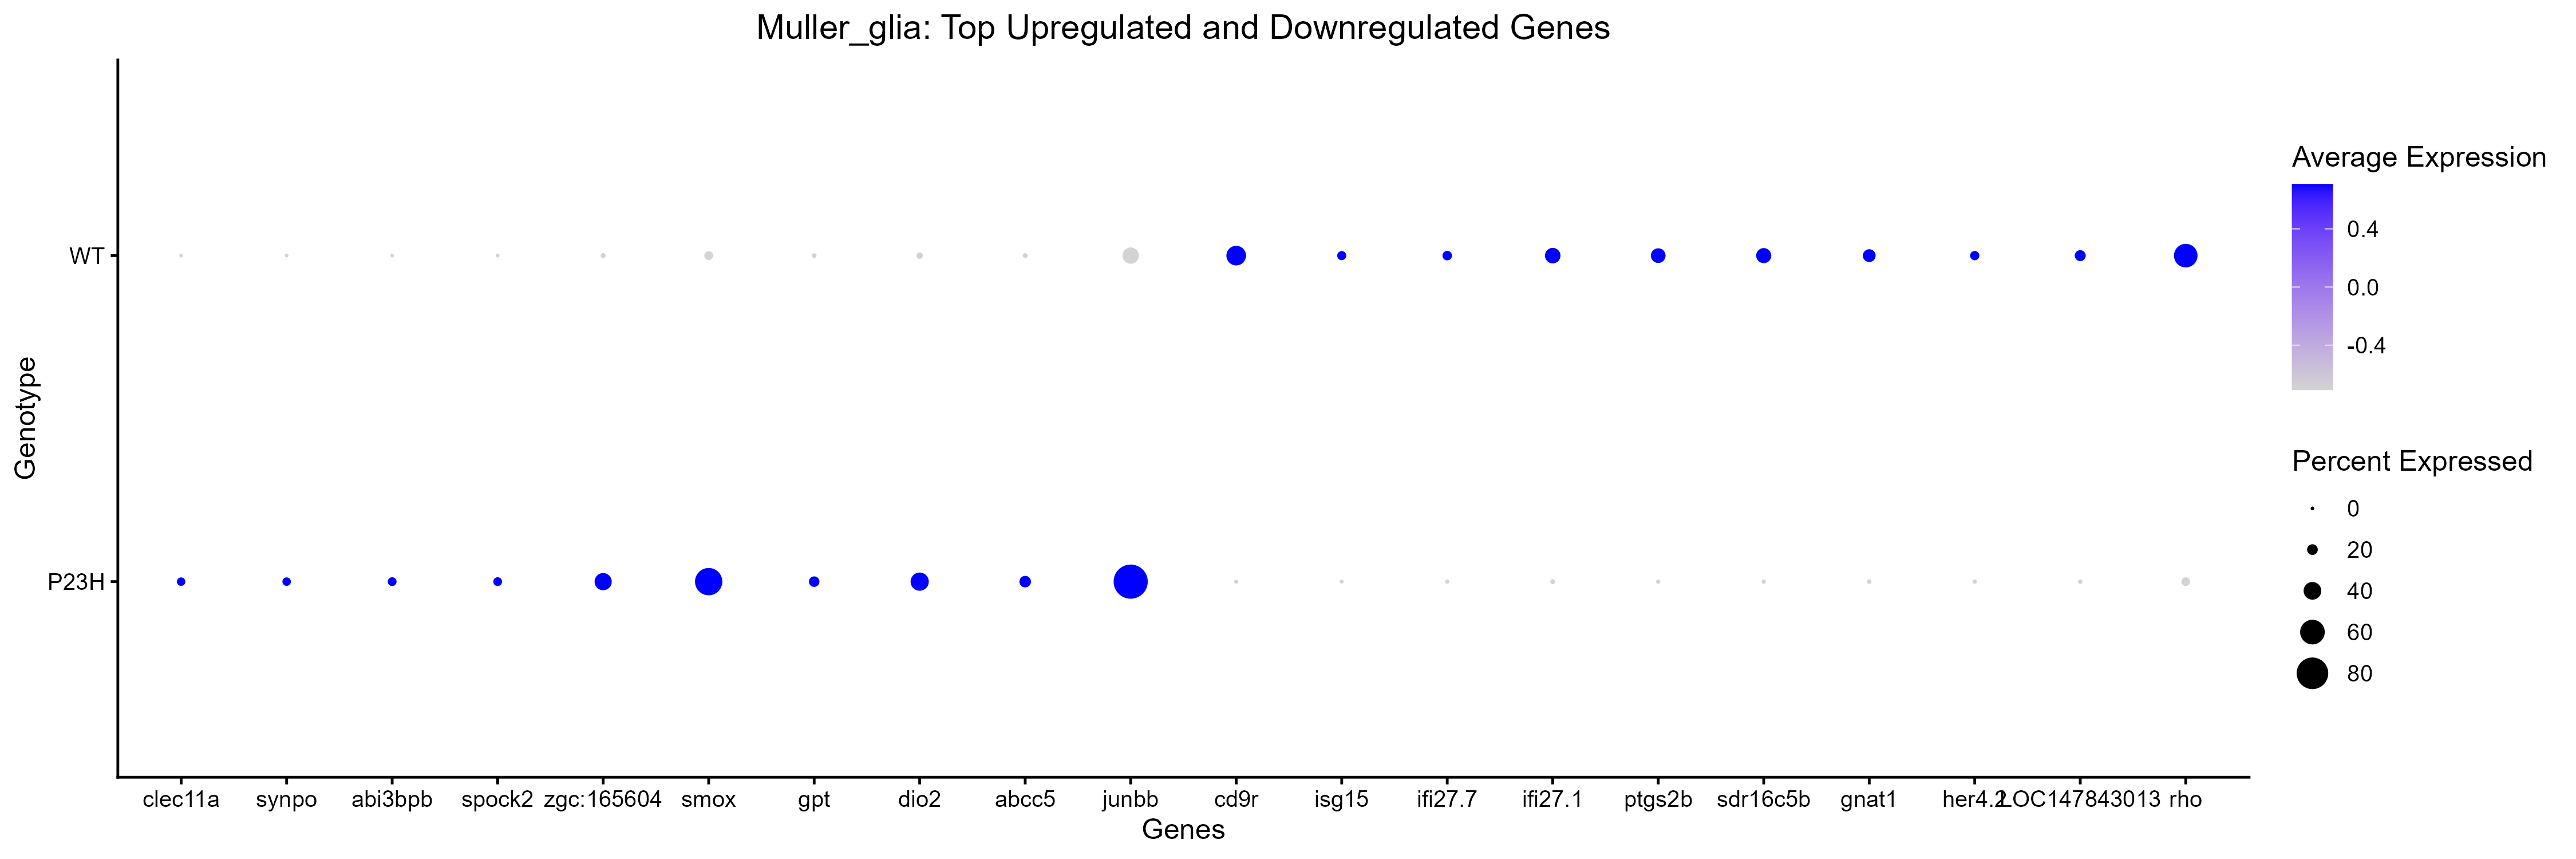 Muller_glia: Top Upregulated and Downregulated Genes
Genotype
WT
P23H
clec11a synpo abi3bpb spock2 zgc:165604 smox gpt dio2 abcc5 junbb cd9r isg15 ifi27.7 ifi27.1 ptgs2b sdr16c5b gnat1 LOC147843013 rho
Genes
Average Expression
0.4
0.0
-0.4
Percent Expressed
0
20
40
60
80